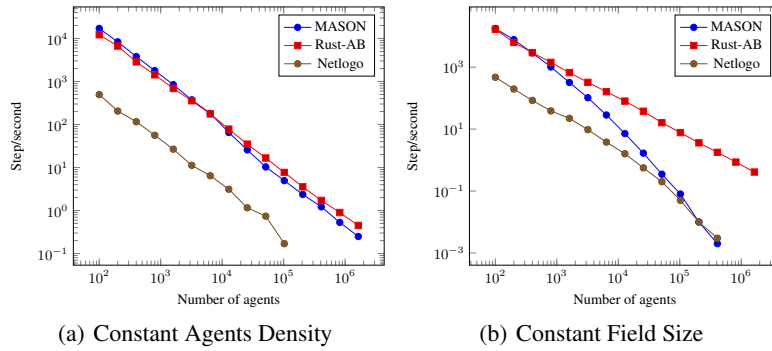 MASON
Rust-AB
Netlogo
10^4
10^3
10^2
10^1
10^0
10^−1
Step/second
10^2 10^3 10^4 10^5 10^6
Number of agents
(a) Constant Agents Density
MASON
Rust-AB
Netlogo
10^3
10^1
10^−1
10^−3
Step/second
10^2 10^3 10^4 10^5 10^6
Number of agents
(b) Constant Field Size